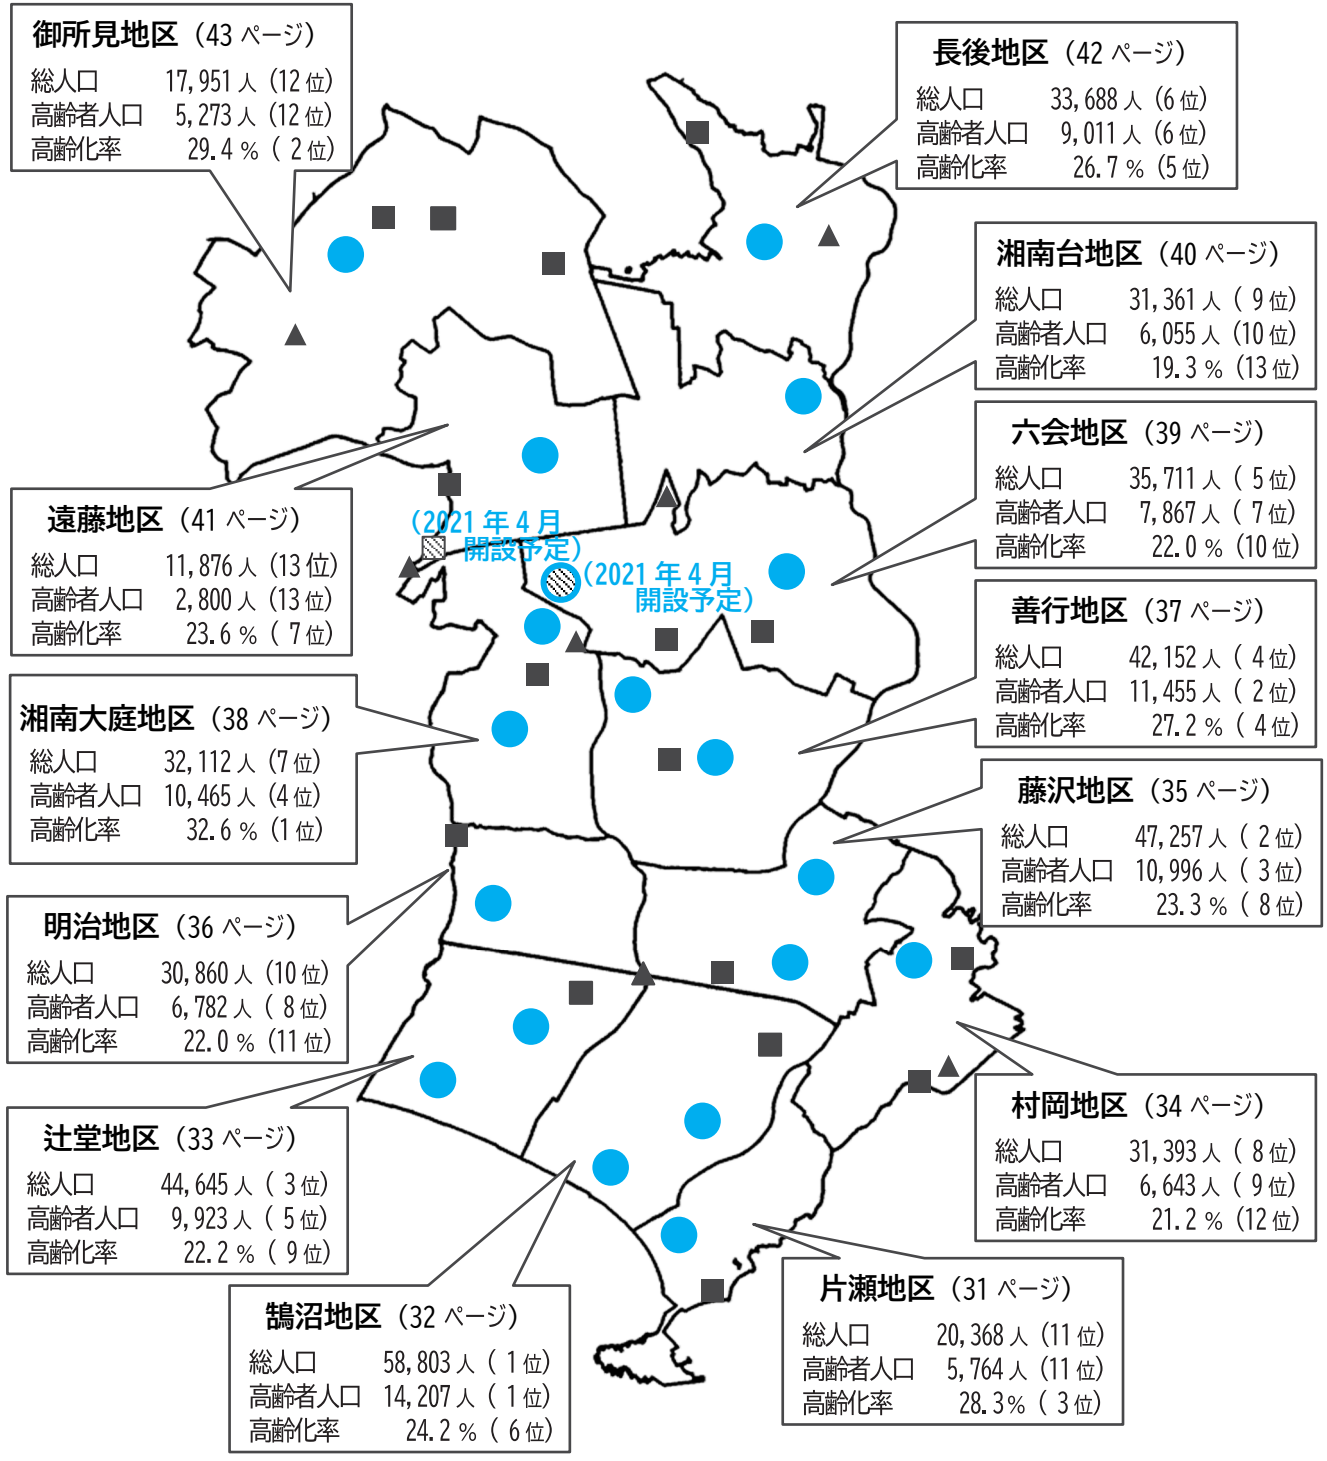 御所見地区（43 ページ）
総人口 17,951 人（12 位）
高齢者人口 5,273 人（12 位）
高齢化率 29.4 %（ 2 位）
長後地区（42 ページ）
総人口 33,688 人（6 位）
高齢者人口 9,011 人（6 位）
高齢化率 26.7 %（5 位）
湘南台地区（40 ページ）
総人口 31,361 人（ 9 位）
高齢者人口 6,055 人（10 位）
高齢化率 19.3 %（13 位）
六会地区（39 ページ）
総人口 35,711 人（ 5 位）
高齢者人口 7,867 人（ 7 位）
高齢化率 22.0 %（10 位）
遠藤地区（41 ページ）
総人口 11,876 人（13 位）
高齢者人口 2,800 人（13 位）
高齢化率 23.6 %（ 7 位）
（2021 年 4 月
開設予定）
（2021 年 4 月
開設予定）
善行地区（37 ページ）
総人口 42,152 人（ 4 位）
高齢者人口 11,455 人（ 2 位）
高齢化率 27.2 %（ 4 位）
湘南大庭地区（38 ページ）
総人口 32,112 人（7 位）
高齢者人口 10,465 人（4 位）
高齢化率 32.6 %（1 位）
藤沢地区（35 ページ）
総人口 47,257 人（ 2 位）
高齢者人口 10,996 人（ 3 位）
高齢化率 23.3 %（ 8 位）
明治地区（36 ページ）
総人口 30,860 人（10 位）
高齢者人口 6,782 人（ 8 位）
高齢化率 22.0 %（11 位）
村岡地区（34 ページ）
総人口 31,393 人（ 8 位）
高齢者人口 6,643 人（ 9 位）
高齢化率 21.2 %（12 位）
辻堂地区（33 ページ）
総人口 44,645 人（ 3 位）
高齢者人口 9,923 人（ 5 位）
高齢化率 22.2 %（ 9 位）
鵠沼地区（32 ページ）
総人口 58,803 人（ 1 位）
高齢者人口 14,207 人（ 1 位）
高齢化率 24.2 %（ 6 位）
片瀬地区（31 ページ）
総人口 20,368 人（11 位）
高齢者人口 5,764 人（11 位）
高齢化率 28.3%（ 3 位）